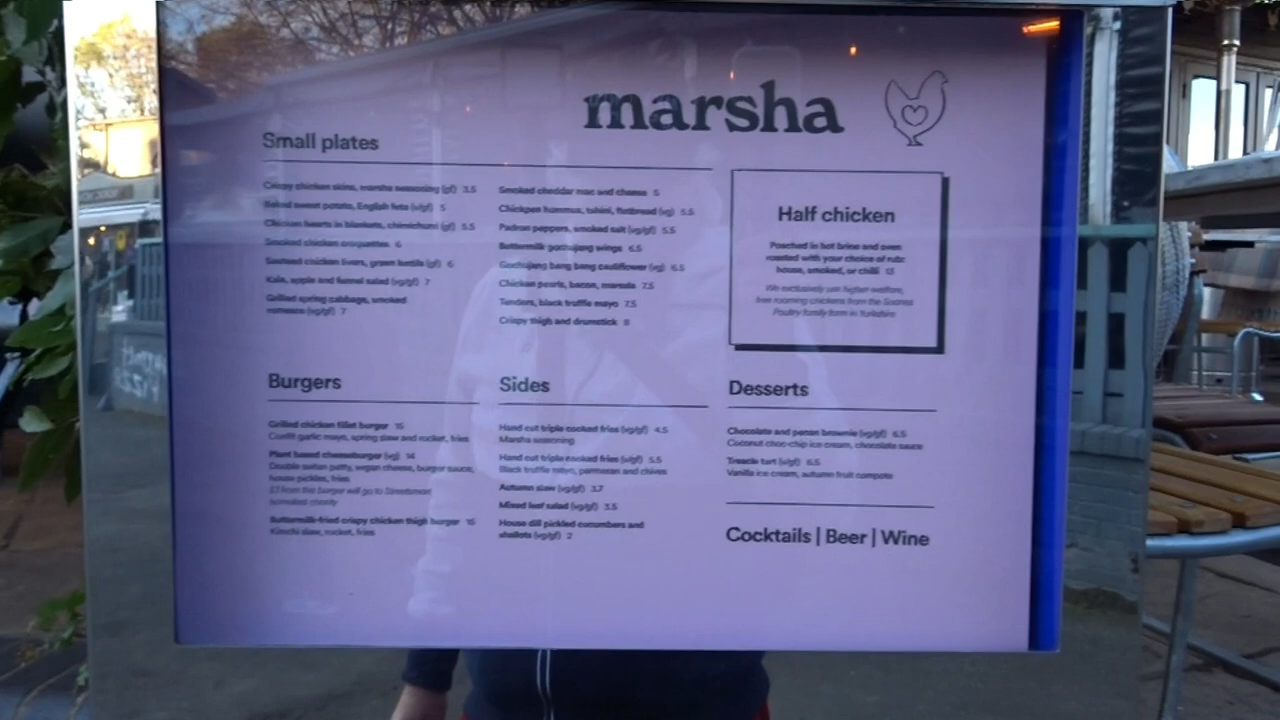 marsha
Small plates
Crispy chicken skins, marsha seasoning (gf) 3.5
Baked sweet potato, English feta (v/gf) 5
Chicken hearts in blankets, chimichurri (gf) 5.5
Smoked chicken croquettes 6
Sauteed chicken livers, green lentils (gf) 6
Kale, apple and fennel salad (vg/gf) 7
Grilled spring cabbage, smoked
romesco (vg/gf) 7
Smoked cheddar mac and cheese 5
Chickpea hummus, tahini, flatbread (vg) 5.5
Padron peppers, smoked salt (vg/gf) 5.5
Buttermilk gochujang wings 6.5
Gochujang bang bang cauliflower (vg) 6.5
Chicken pearls, bacon, marsala 7.5
Tenders, black truffle mayo 7.5
Crispy thigh and drumstick 8
Half chicken
Poached in hot brine and oven
roasted with your choice of rub:
house, smoked, or chilli 13
We exclusively use higher welfare,
free roaming chickens from the Soanes
Poultry family farm in Yorkshire
Burgers
Grilled chicken fillet burger 15
Confit garlic mayo, spring slaw and rocket, fries
Plant based cheeseburger (vg) 14
Double seitan patty, vegan cheese, burger sauce,
house pickles, fries
£1 from this burger will go to Streetsmart
homeless charity
Buttermilk-fried crispy chicken thigh burger 15
Kimchi slaw, rocket, fries
Sides
Hand cut triple cooked fries (vg/gf) 4.5
Marsha seasoning
Hand cut triple cooked fries (v/gf) 5.5
Black truffle mayo, parmesan and chives
Autumn slaw (vg/gf) 3.7
Mixed leaf salad (vg/gf) 3.5
House dill pickled cucumbers and
shallots (vg/gf) 2
Desserts
Chocolate and pecan brownie (vg/gf) 6.5
Coconut choc-chip ice cream, chocolate sauce
Treacle tart (v/gf) 6.5
Vanilla ice cream, autumn fruit compote
Cocktails | Beer | Wine